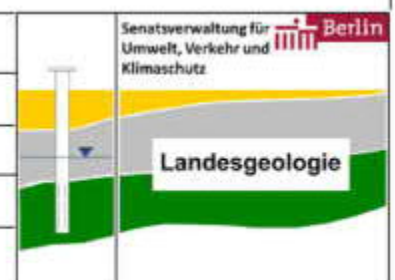 Senatsverwaltung für
Umwelt, Verkehr und
Klimaschutz
Berlin
Landesgeologie